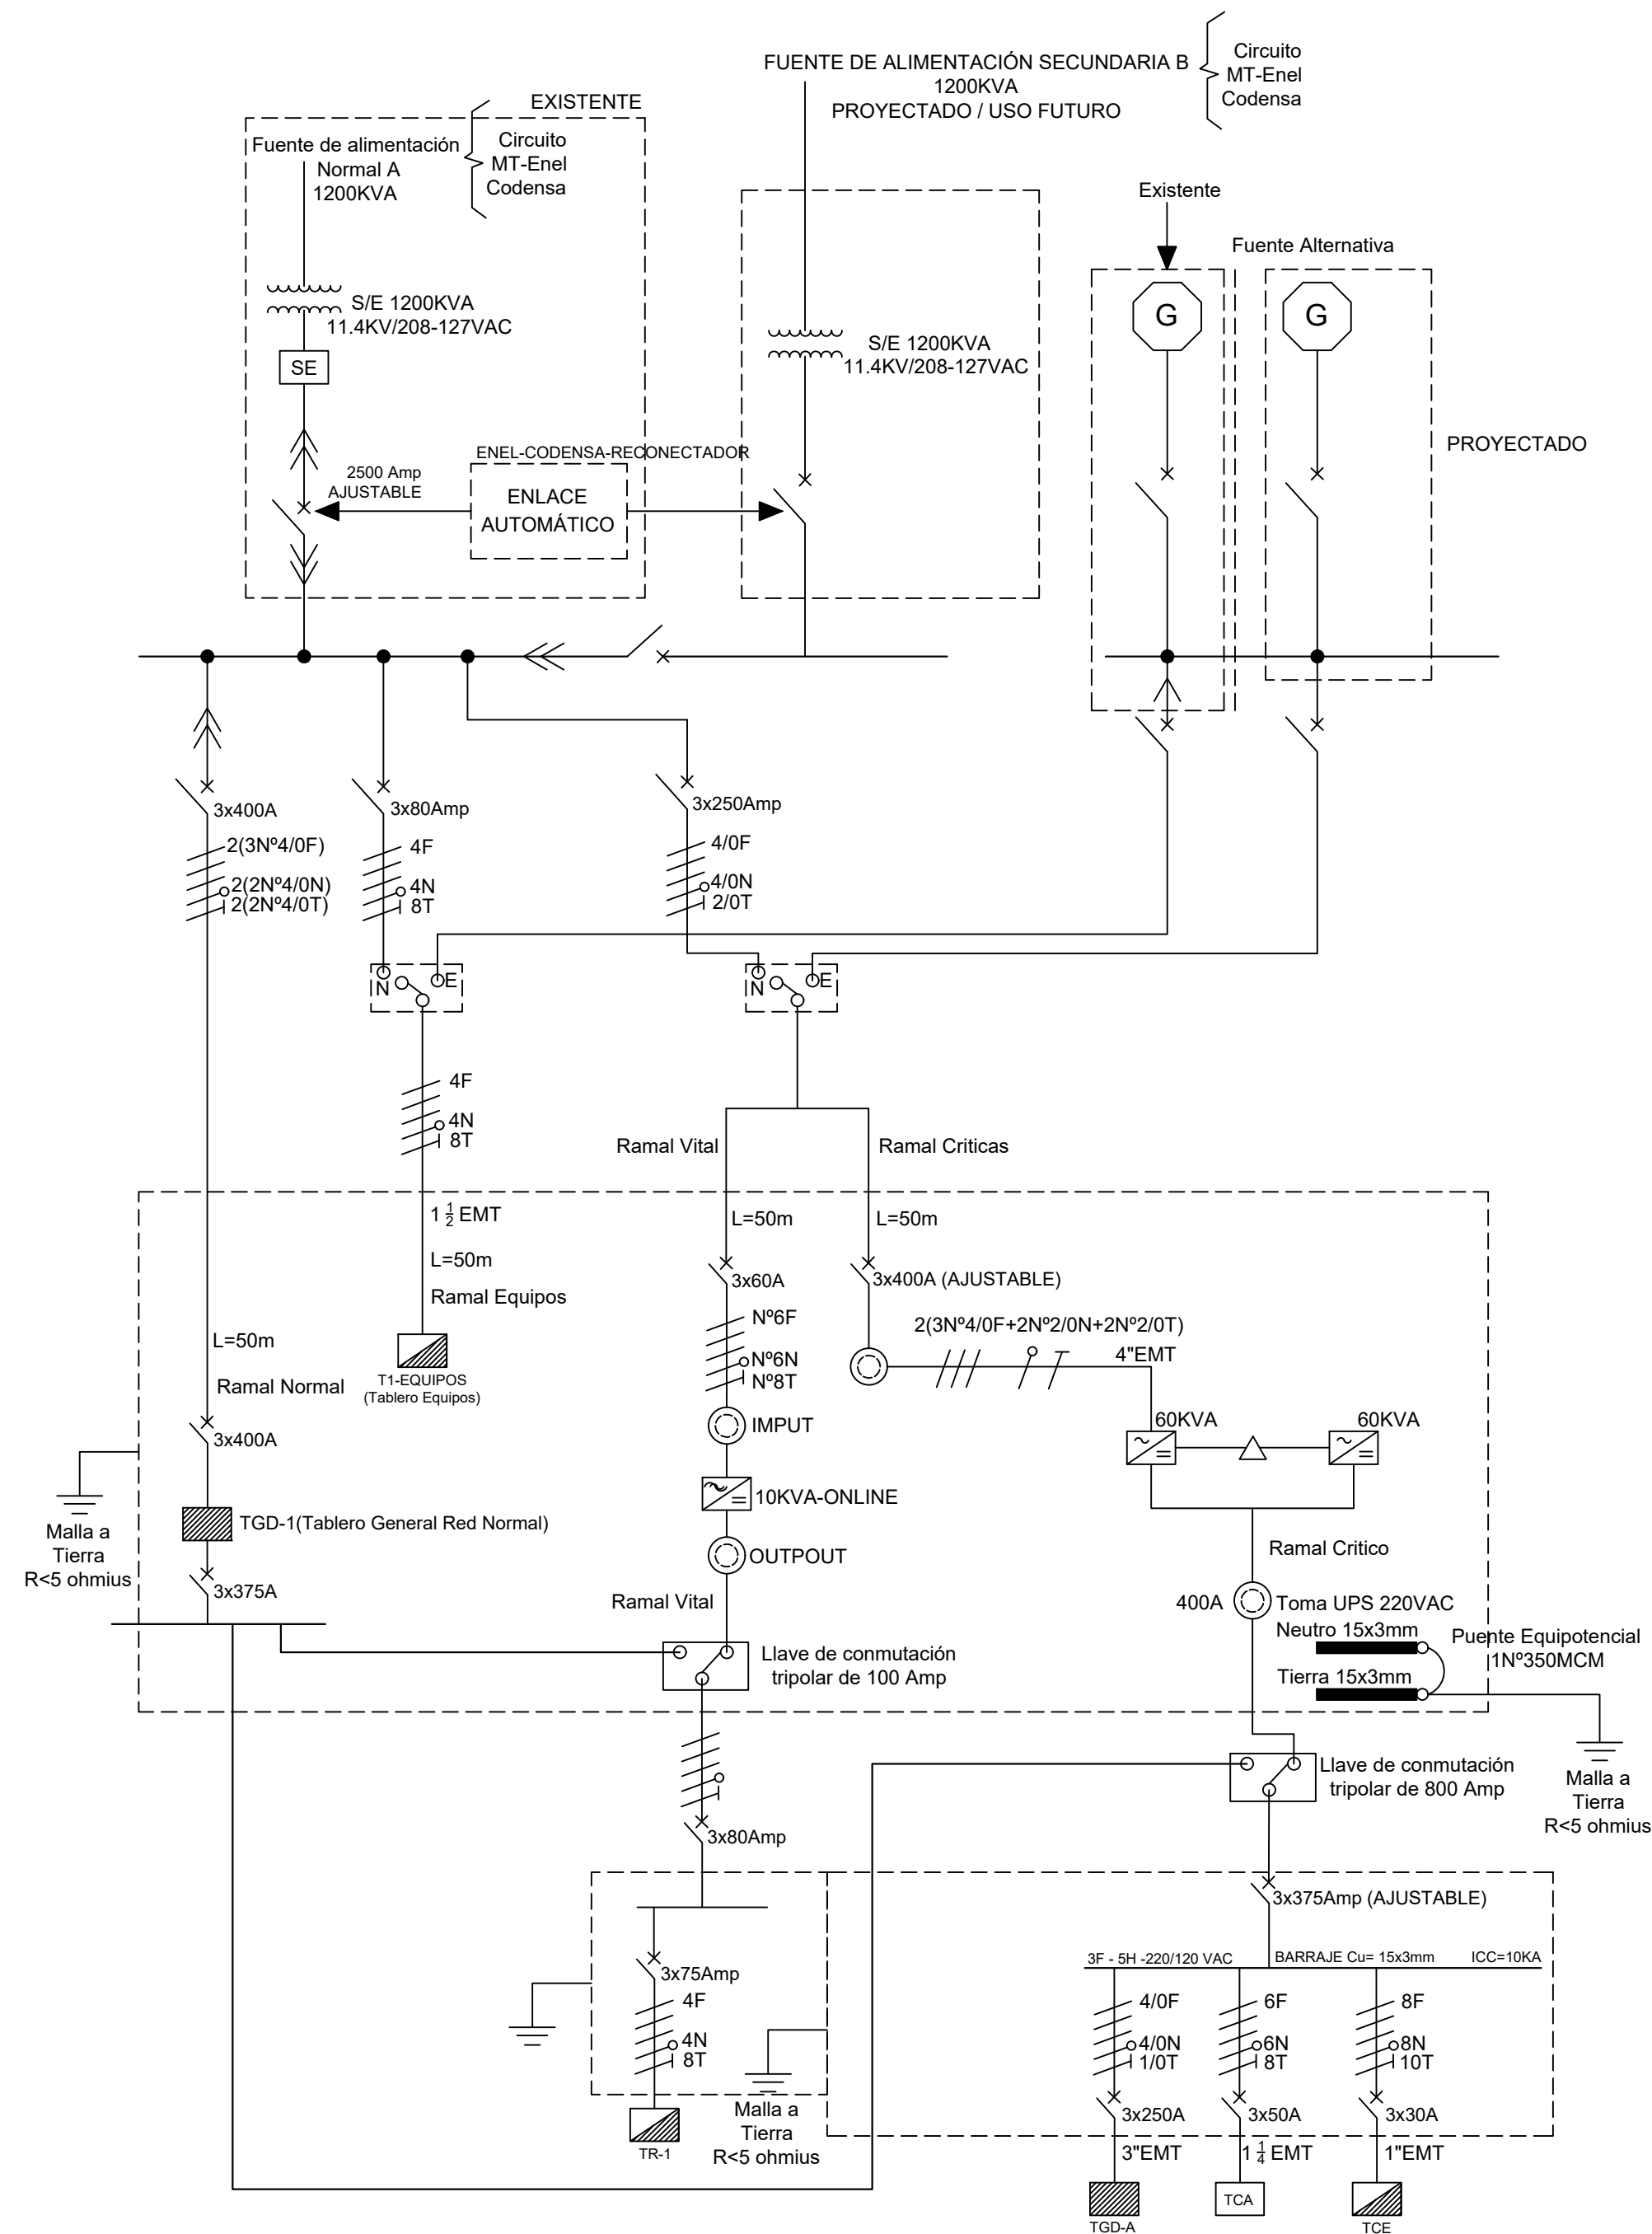 FUENTE DE ALIMENTACIÓN SECUNDARIA B
1200KVA
PROYECTADO / USO FUTURO
Circuito
MT-Enel
Codensa
EXISTENTE
Fuente de alimentación
Normal A
1200KVA
Circuito
MT-Enel
Codensa
Existente
Fuente Alternativa
S/E 1200KVA
11.4KV/208-127VAC
SE
S/E 1200KVA
11.4KV/208-127VAC
G
G
PROYECTADO
ENEL-CODENSA-RECONECTADOR
2500 Amp
AJUSTABLE
ENLACE
AUTOMÁTICO
3x400A
3x80Amp
3x250Amp
2(3Nº4/0F)
2(2Nº4/0N)
2(2Nº4/0T)
4F
4N
8T
4/0F
4/0N
2/0T
N
E
N
E
4F
4N
8T
Ramal Vital
Ramal Criticas
1 1/2 EMT
L=50m
Ramal Equipos
T1-EQUIPOS
(Tablero Equipos)
L=50m
L=50m
3x60A
3x400A (AJUSTABLE)
Nº6F
Nº6N
Nº8T
2(3Nº4/0F+2Nº2/0N+2Nº2/0T)
4"EMT
L=50m
Ramal Normal
3x400A
IMPUT
60KVA
60KVA
10KVA-ONLINE
TGD-1(Tablero General Red Normal)
Malla a
Tierra
R<5 ohmius
OUTPOUT
Ramal Critico
3x375A
Ramal Vital
400A
Toma UPS 220VAC
Neutro 15x3mm
Tierra 15x3mm
Puente Equipotencial
1Nº350MCM
Llave de conmutación
tripolar de 100 Amp
Llave de conmutación
tripolar de 800 Amp
Malla a
Tierra
R<5 ohmius
3x80Amp
3x375Amp (AJUSTABLE)
3F - 5H -220/120 VAC
BARRAJE Cu= 15x3mm
ICC=10KA
3x75Amp
4F
4N
8T
4/0F
4/0N
1/0T
6F
6N
8T
8F
8N
10T
3x250A
3x50A
3x30A
Malla a
Tierra
R<5 ohmius
TR-1
3"EMT
1 1/4 EMT
1"EMT
TGD-A
TCA
TCE